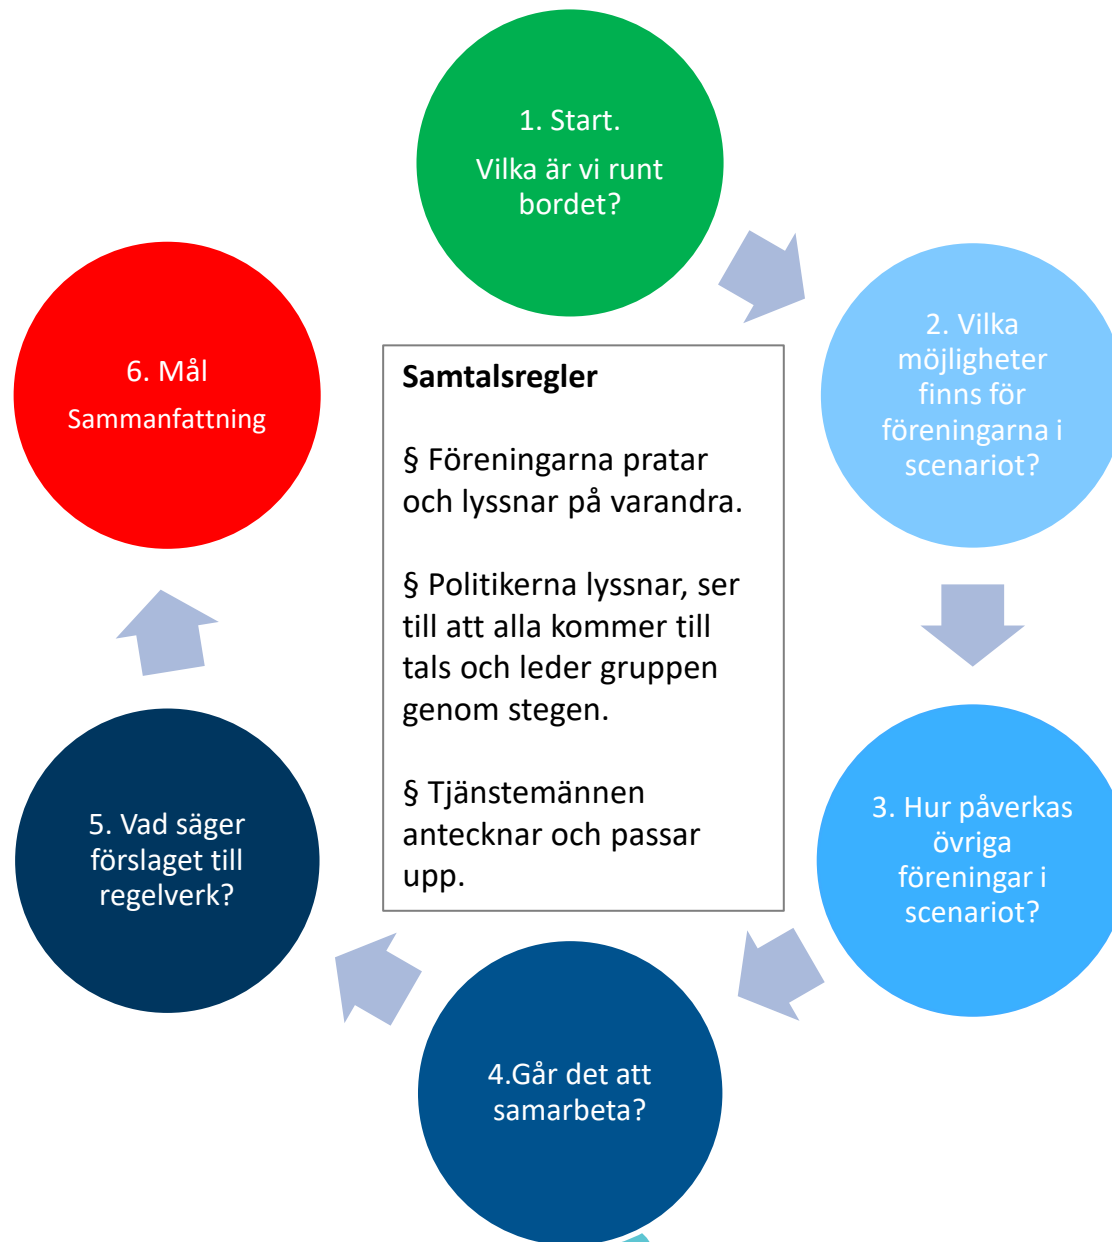 1. Start.
Vilka är vi runt
bordet?
2. Vilka
möjligheter
finns för
föreningarna i
scenariot?
3. Hur påverkas
övriga
föreningar i
scenariot?
4.Går det att
samarbeta?
5. Vad säger
förslaget till
regelverk?
6. Mål
Sammanfattning
Samtalsregler
§ Föreningarna pratar
och lyssnar på varandra.
§ Politikerna lyssnar, ser
till att alla kommer till
tals och leder gruppen
genom stegen.
§ Tjänstemännen
antecknar och passar
upp.